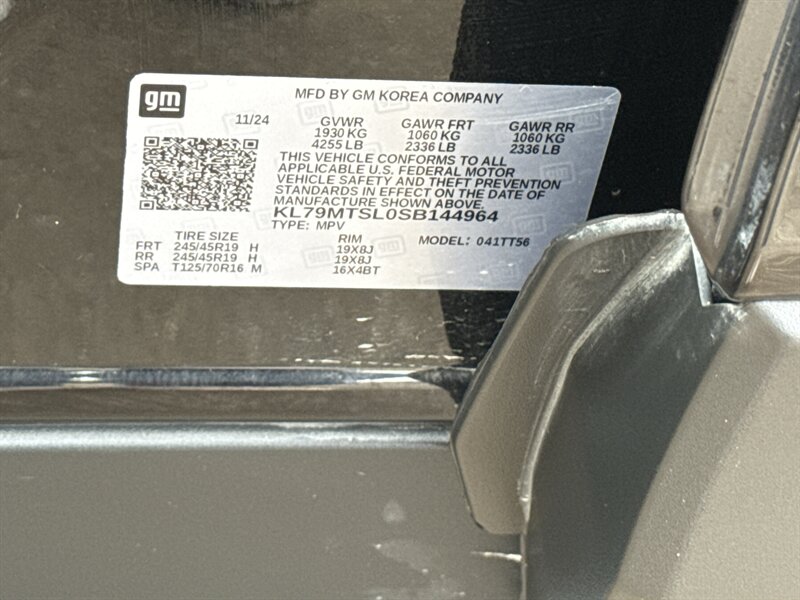 gm
MFD BY GM KOREA COMPANY
11/24 GVWR GAWR FRT GAWR RR
1930 KG 1060 KG 1060 KG
4255 LB 2336 LB 2336 LB
THIS VEHICLE CONFORMS TO ALL
APPLICABLE U.S. FEDERAL MOTOR
VEHICLE SAFETY AND THEFT PREVENTION
STANDARDS IN EFFECT ON THE DATE OF
MANUFACTURE SHOWN ABOVE.
KL79MTSL0SB144964
TYPE: MPV
TIRE SIZE RIM MODEL: 041TT56
FRT 245/45R19 H 19X8J
RR 245/45R19 H 19X8J
SPA T125/70R16 M 16X4BT